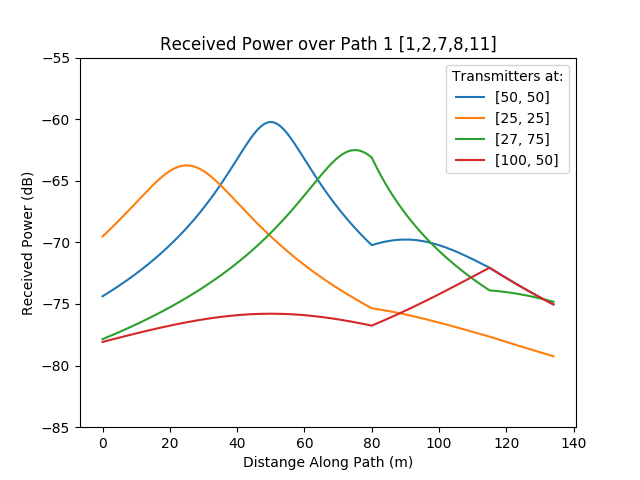 Received Power over Path 1 [1,2,7,8,11]
Transmitters at:
[50, 50]
[25, 25]
[27, 75]
[100, 50]
Received Power (dB)
−55
−60
−65
−70
−75
−80
−85
0 20 40 60 80 100 120 140
Distange Along Path (m)